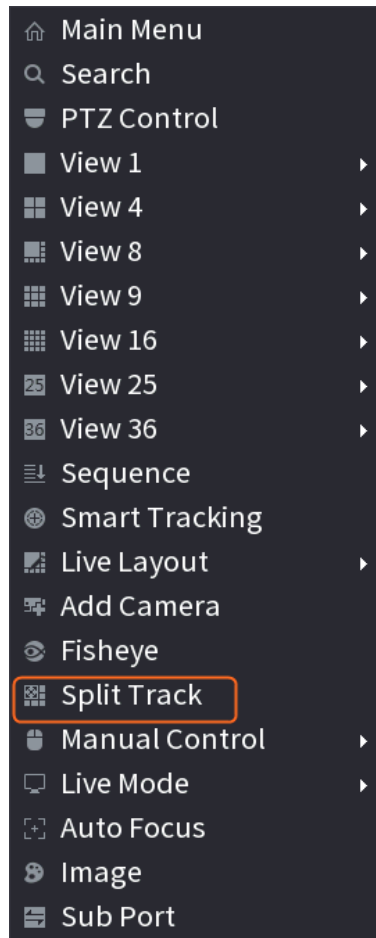 Main Menu
Search
PTZ Control
View 1
View 4
View 8
View 9
View 16
25 View 25
36 View 36
Sequence
Smart Tracking
Live Layout
Add Camera
Fisheye
Split Track
Manual Control
Live Mode
Auto Focus
Image
Sub Port